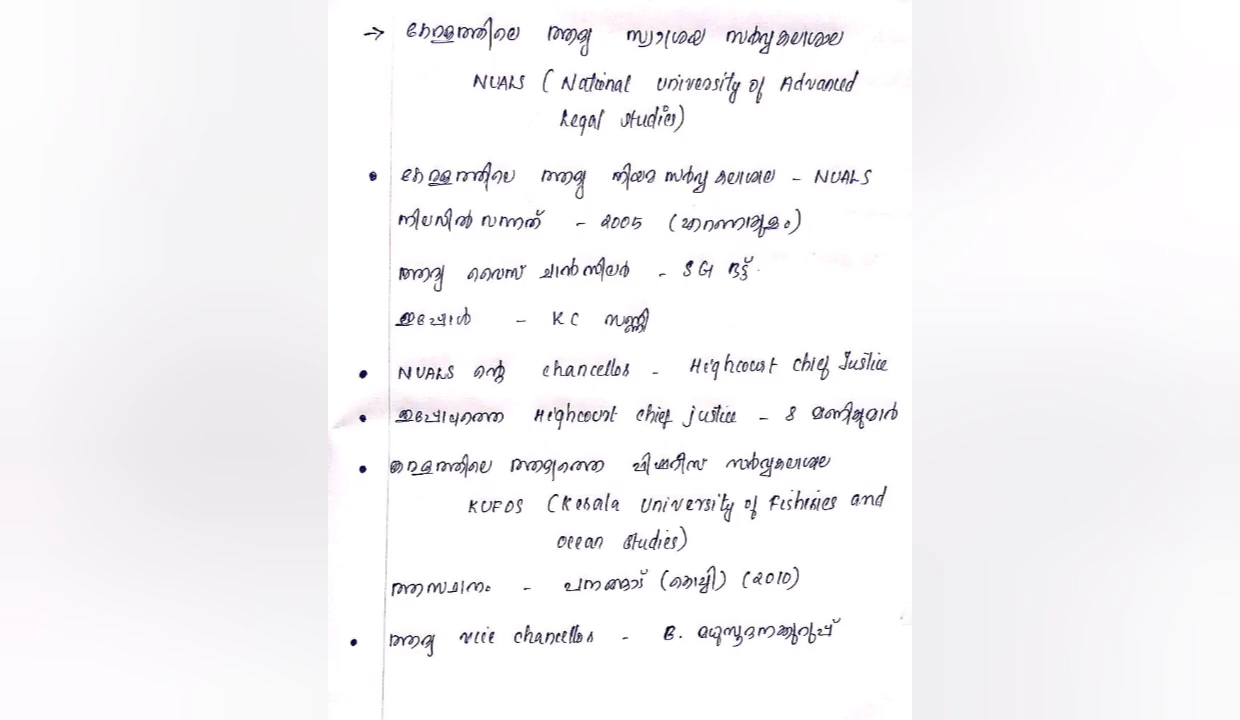 → കേരളത്തിലെ ആദ്യ സ്വാശ്രയ സർവ്വകലാശാല
NUALS (National University of Advanced
Legal Studies)
• കേരളത്തിലെ ആദ്യ നിയമ സർവ്വകലാശാല - NUALS
നിലവിൽ വന്നത് - 2005 (എറണാകുളം)
ആദ്യ വൈസ് ചാൻസിലർ - S G ഭട്ട്
ഇപ്പോൾ - KC സണ്ണി
• NUALS ന്റെ chancellor - Highcourt chief Justice
• ഇപ്പോഴത്തെ Highcourt chief justice - S മണികുമാർ
• കേരളത്തിലെ ആദ്യത്തെ ഫിഷറീസ് സർവ്വകലാശാല
KUFOS (Kerala University of Fisheries and
Ocean Studies)
ആസ്ഥാനം - പനങ്ങാട് (കൊച്ചി) (2010)
• ആദ്യ vice chancellor - B. മധുസൂദനക്കുറുപ്പ്